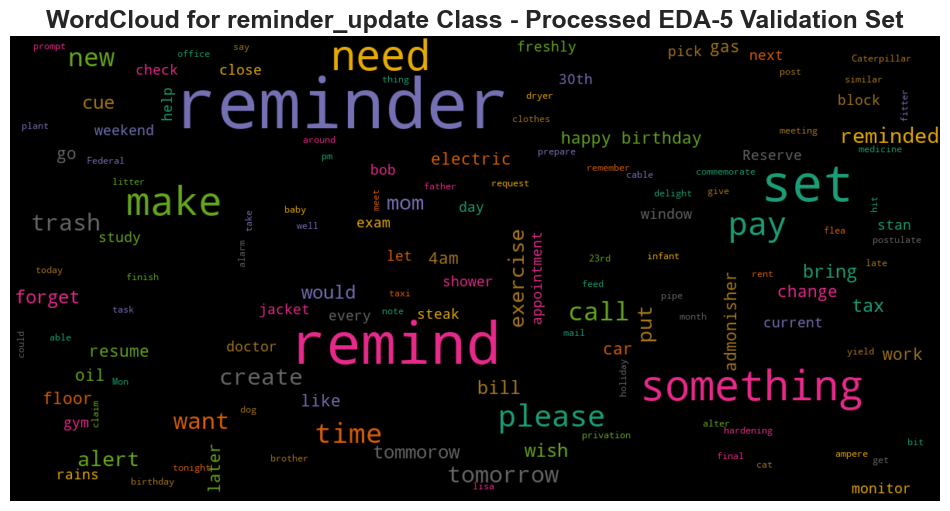 WordCloud for reminder_update Class - Processed EDA-5 Validation Set
prompt
office
say
need
freshly
pick
gas
next
Caterpillar
new
check
close
thing
30th
post
similar
cue
help
reminder
dryer
clothes
block
fitter
plant
weekend
around
happy birthday
meeting
reminded
go
Federal
pm
bob
electric
prepare
Reserve
medicine
litter
make
father
request
remember
cable
commemorate
set
trash
take
baby
well
meet
mom
day
delight
give
hit
study
exam
window
pay
flea
stan
postulate
today
finish
alarm
let
4am
exercise
appointment
23rd
infant
bring
late
forget
task
would
taxi
shower
feed
rent
change
tax
could
able
jacket
every
note
steak
call
mail
put
pipe
month
admonisher
current
resume
doctor
remind
car
yield
work
oil
Mon
create
bill
holiday
something
floor
claim
like
gym
dog
want
time
please
privation
alter
hardening
bit
alert
later
tommorow
wish
final
cat
ampere
get
rains
tonight
brother
tomorrow
birthday
lisa
monitor